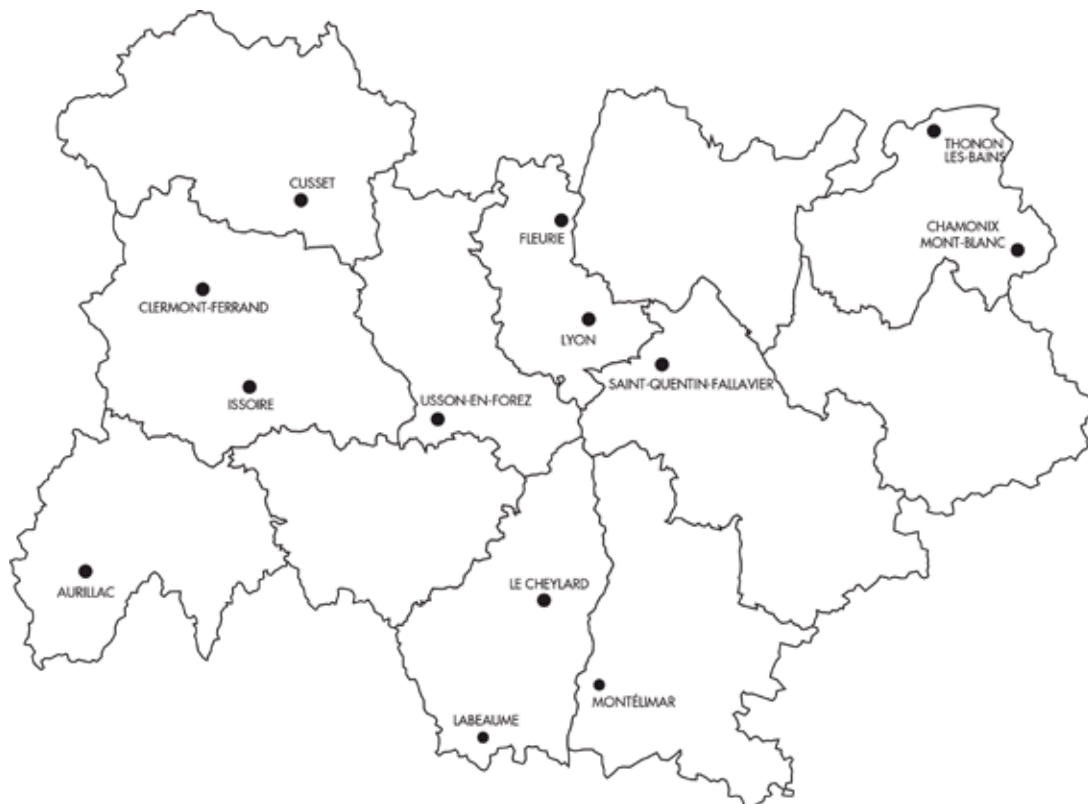 THONON
LES-BAINS
CUSSET
FLEURIE
CHAMONIX
MONT-BLANC
CLERMONT-FERRAND
LYON
SAINT-QUENTIN-FALLAVIER
ISSOIRE
USSON-EN-FOREZ
AURILLAC
LE CHEYLARD
MONTÉLIMAR
LABEAUME